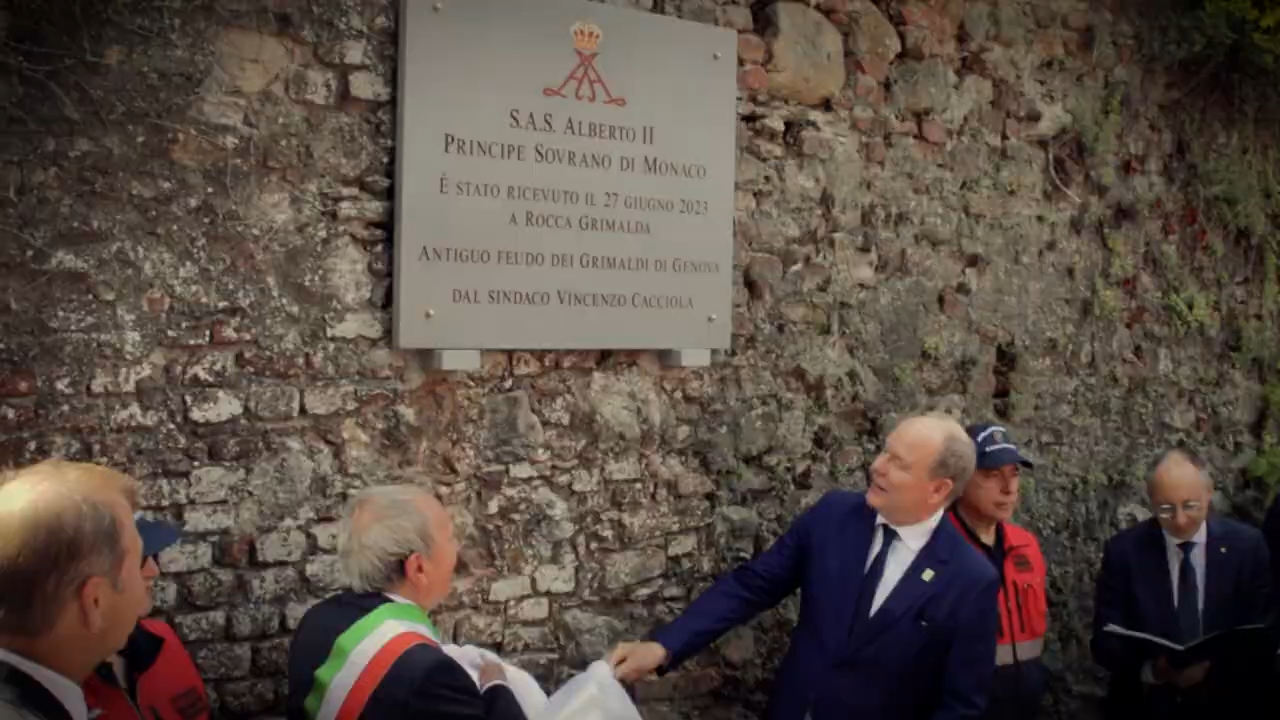 S.A.S. ALBERTO II
PRINCIPE SOVRANO DI MONACO
È STATO RICEVUTO IL 27 GIUGNO 2023
A ROCCA GRIMALDA
ANTIGUO FEUDO DEI GRIMALDI DI GENOVA
DAL SINDACO VINCENZO CACCIOLA